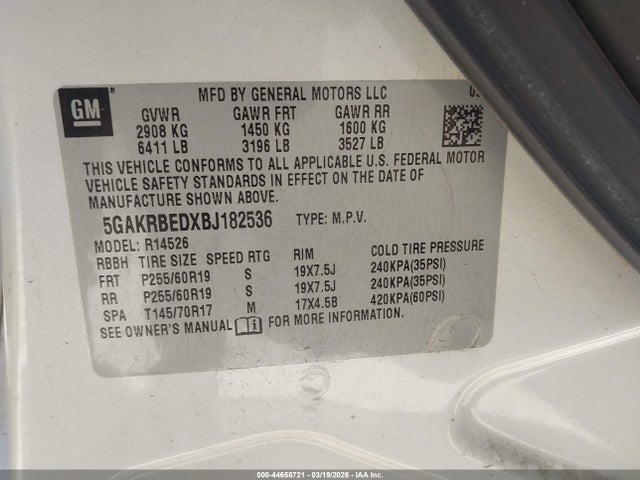 MFD BY GENERAL MOTORS LLC
GM
GVWR GAWR FRT GAWR RR
2908 KG 1450 KG 1600 KG
6411 LB 3196 LB 3527 LB
THIS VEHICLE CONFORMS TO ALL APPLICABLE U.S. FEDERAL MOTOR
VEHICLE SAFETY STANDARDS IN EFFECT ON THE DATE OF
MANUFACTURE SHOWN ABOVE.
5GAKRBEDXBJ182536 TYPE: M.P.V.
MODEL: R14526
RBBH TIRE SIZE SPEED RTG RIM COLD TIRE PRESSURE
FRT P255/60R19 S 19X7.5J 240KPA(35PSI)
RR P255/60R19 S 19X7.5J 240KPA(35PSI)
SPA T145/70R17 M 17X4.5B 420KPA(60PSI)
SEE OWNER'S MANUAL FOR MORE INFORMATION.
000-44658721 - 03/19/2026 - IAAI.com